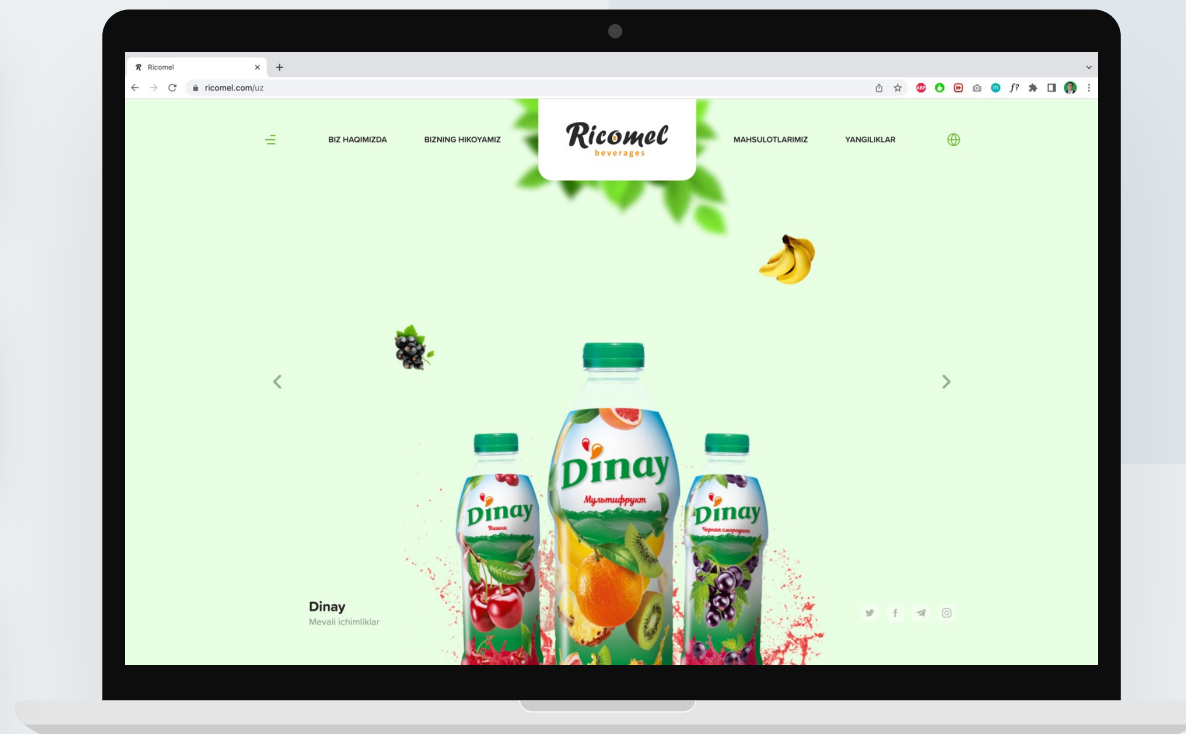 Ricomel
ricomel.com/uz
ABP
m
f?
BIZ HAQIMIZDA
BIZNING HIKOYAMIZ
Ricomel
beverages
MAHSULOTLARIMIZ
YANGILIKLAR
Dinay
Мультифрукт
Dinay
Вишня
Dinay
Черная смородина
Dinay
Mevali ichimliklar